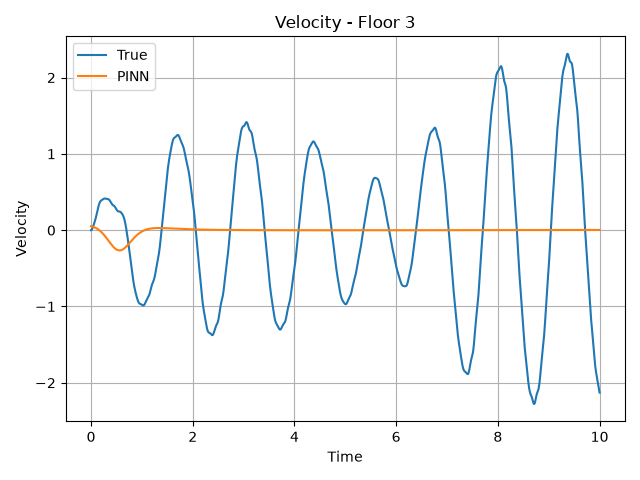 Velocity - Floor 3
True
PINN
Velocity
2
1
0
−1
−2
0 2 4 6 8 10
Time